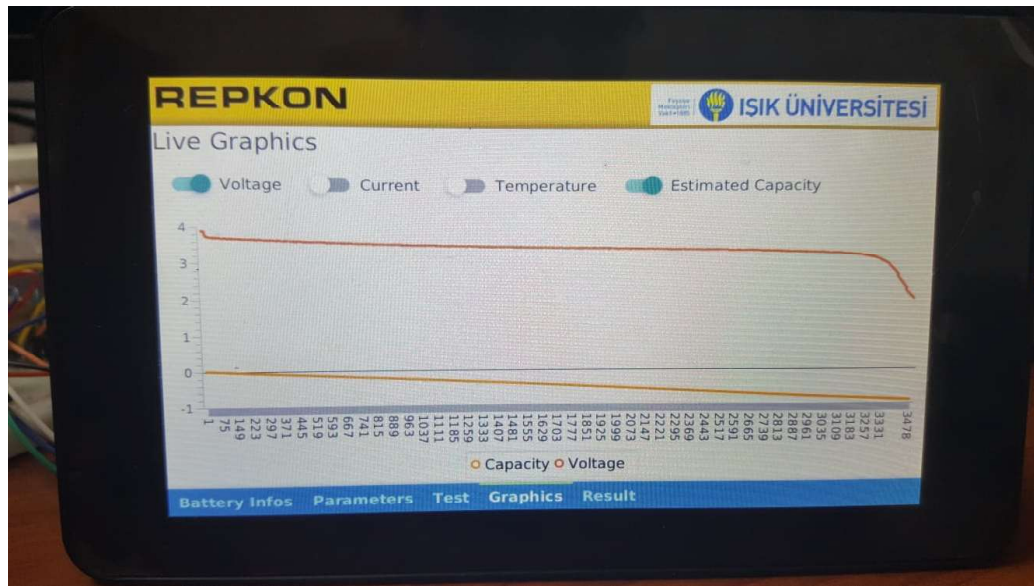 REPKON
IŞIK ÜNİVERSİTESİ
Live Graphics
Voltage Current Temperature Estimated Capacity
4
3
2
1
0
-1
1 75 149 223 297 371 445 519 593 667 741 815 889 963 1037 1111 1185 1259 1333 1407 1481 1555 1629 1703 1777 1851 1925 1999 2073 2147 2221 2295 2369 2443 2517 2591 2665 2739 2813 2887 2961 3035 3109 3183 3257 3331 3478
Capacity Voltage
Battery Infos Parameters Test Graphics Result